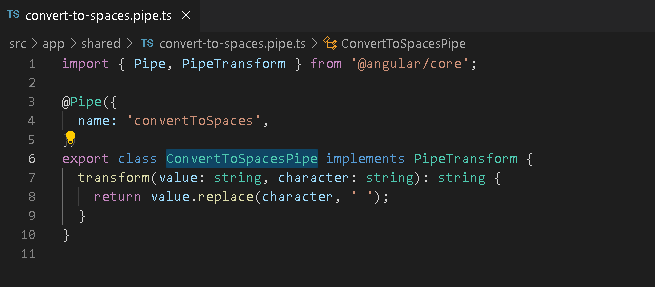 TS convert-to-spaces.pipe.ts ×
src > app > shared > TS convert-to-spaces.pipe.ts > ConvertToSpacesPipe
1 import { Pipe, PipeTransform } from '@angular/core';
2
3 @Pipe({
4 name: 'convertToSpaces',
5
6 export class ConvertToSpacesPipe implements PipeTransform {
7 transform(value: string, character: string): string {
8 return value.replace(character, ' ');
9 }
10 }
11